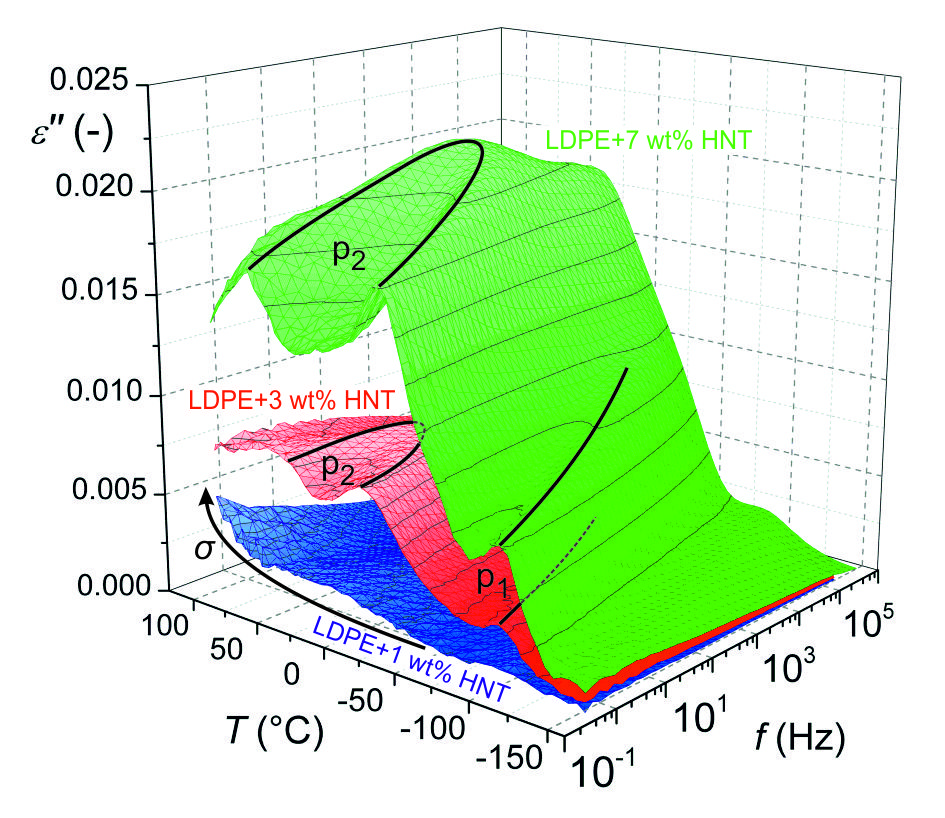 0.025
ε″ (-)
LDPE+7 wt% HNT
0.020
p2
0.015
0.010
LDPE+3 wt% HNT
p2
0.005
σ
p1
0.000
LDPE+1 wt% HNT
100
50
0
-50
-100
-150
T (°C)
10-1
101
103
105
f (Hz)